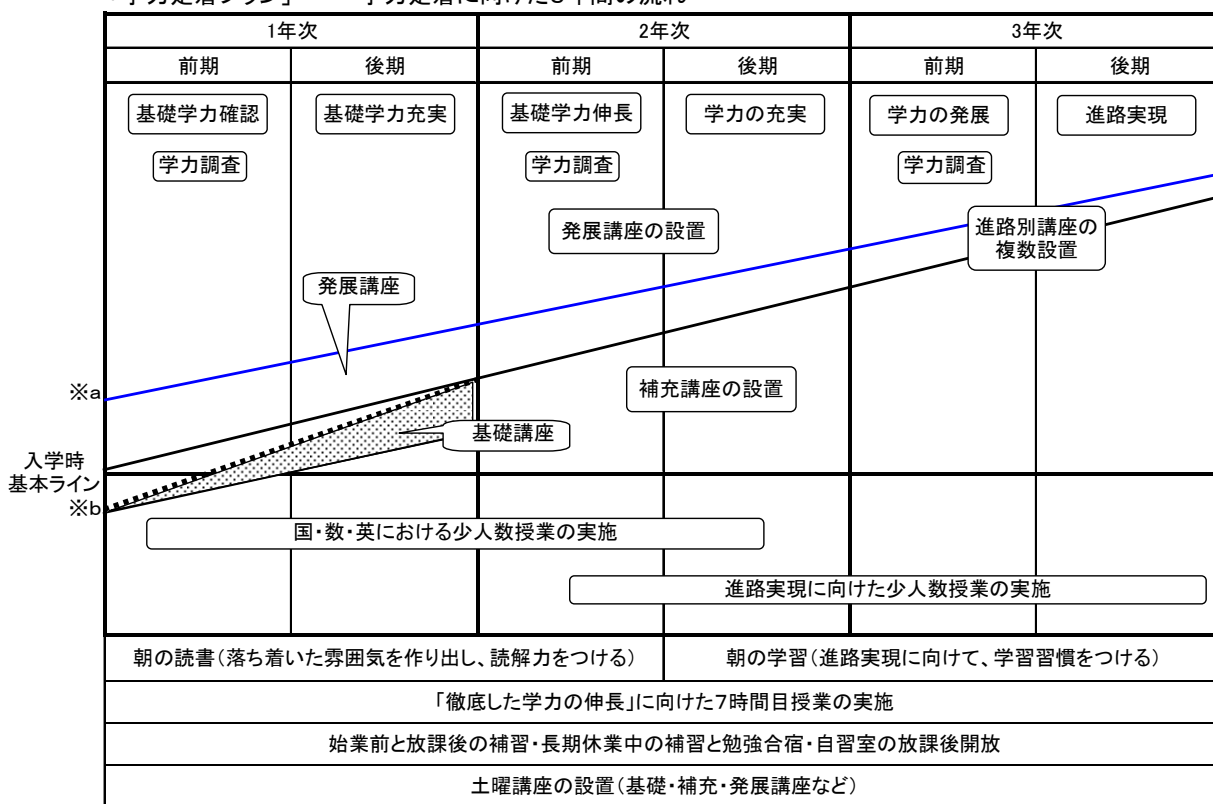 1年次 2年次 3年次
前期 後期 前期 後期 前期 後期
基礎学力確認 基礎学力充実 基礎学力伸長 学力の充実 学力の発展 進路実現
学力調査 学力調査 学力調査
発展講座の設置
進路別講座の
複数設置
発展講座
※a
補充講座の設置
基礎講座
入学時
基本ライン
※b
国・数・英における少人数授業の実施
進路実現に向けた少人数授業の実施
朝の読書(落ち着いた雰囲気を作り出し、読解力をつける) 朝の学習(進路実現に向けて、学習習慣をつける)
「徹底した学力の伸長」に向けた7時間目授業の実施
始業前と放課後の補習・長期休業中の補習と勉強合宿・自習室の放課後開放
土曜講座の設置(基礎・補充・発展講座など)